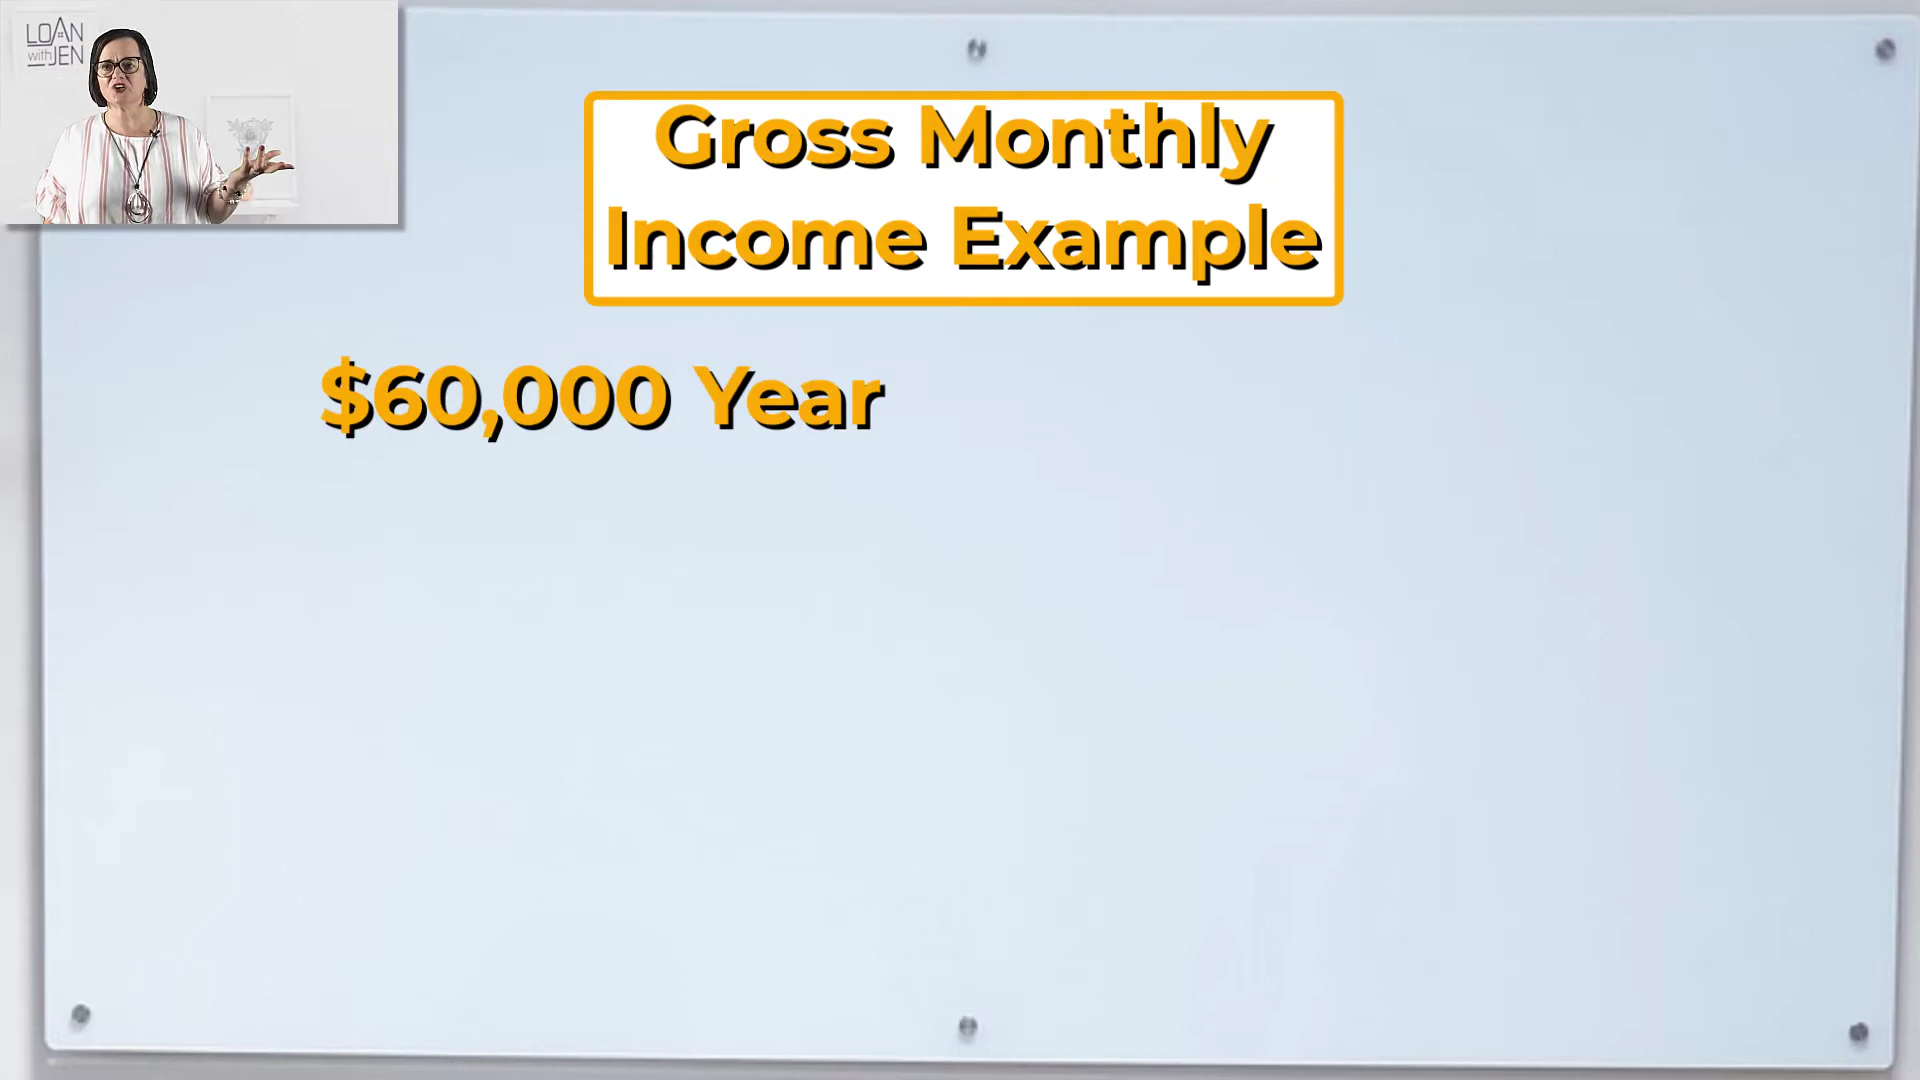 LOAN
with JEN
Gross Monthly
Income Example
$60,000 Year